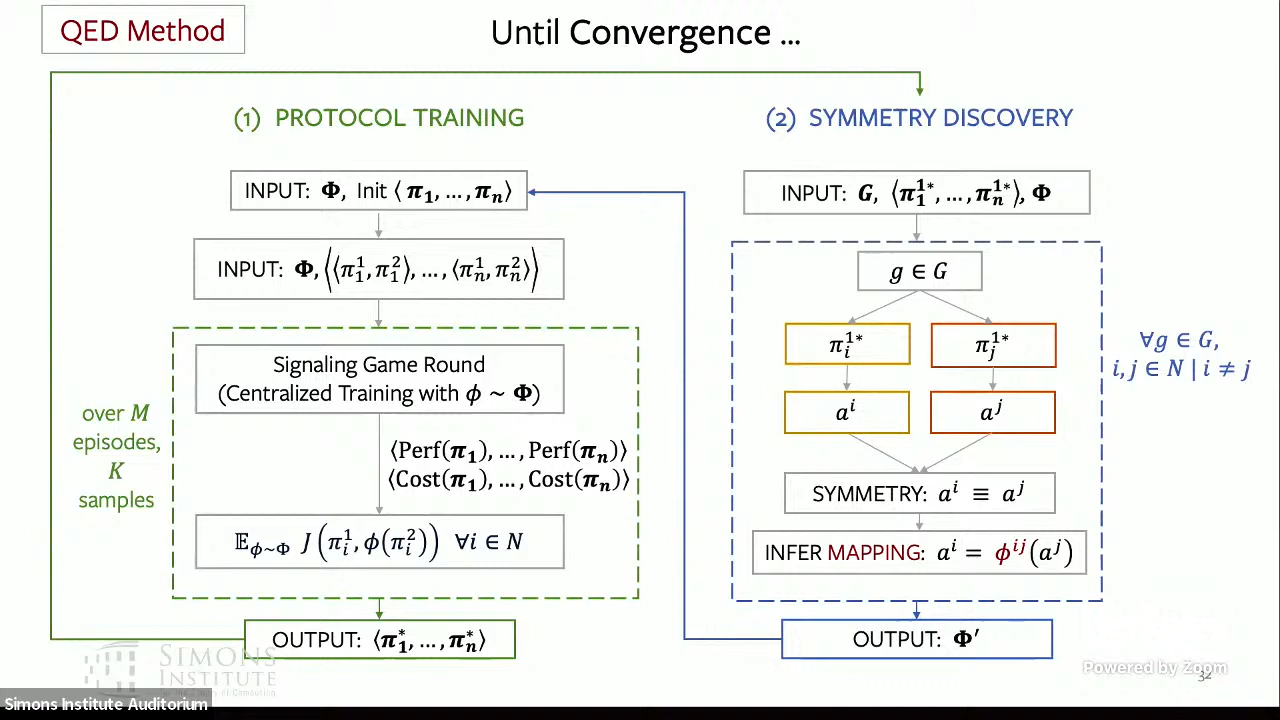 QED Method
Until Convergence ...
(1) PROTOCOL TRAINING
INPUT: Φ, Init ⟨ π₁, …, πₙ⟩
INPUT: Φ, ⟨⟨π₁¹, π₁²⟩, …, ⟨πₙ¹, πₙ²⟩⟩
over M
episodes,
K
samples
Signaling Game Round
(Centralized Training with ϕ ~ Φ)
⟨Perf(π₁), …, Perf(πₙ)⟩
⟨Cost(π₁), …, Cost(πₙ)⟩
𝔼_ϕ~Φ J(πᵢ¹, ϕ(πᵢ²)) ∀i ∈ N
OUTPUT: ⟨π₁*, …, πₙ*⟩
(2) SYMMETRY DISCOVERY
INPUT: G, ⟨π₁¹*, …, πₙ¹*⟩, Φ
g ∈ G
πᵢ¹* πⱼ¹*
aⁱ aʲ
SYMMETRY: aⁱ ≡ aʲ
INFER MAPPING: aⁱ = ϕⁱʲ(aʲ)
∀g ∈ G,
i, j ∈ N | i ≠ j
OUTPUT: Φ′
SIMONS
INSTITUTE
Powered by Zoom
32
Simons Institute Auditorium